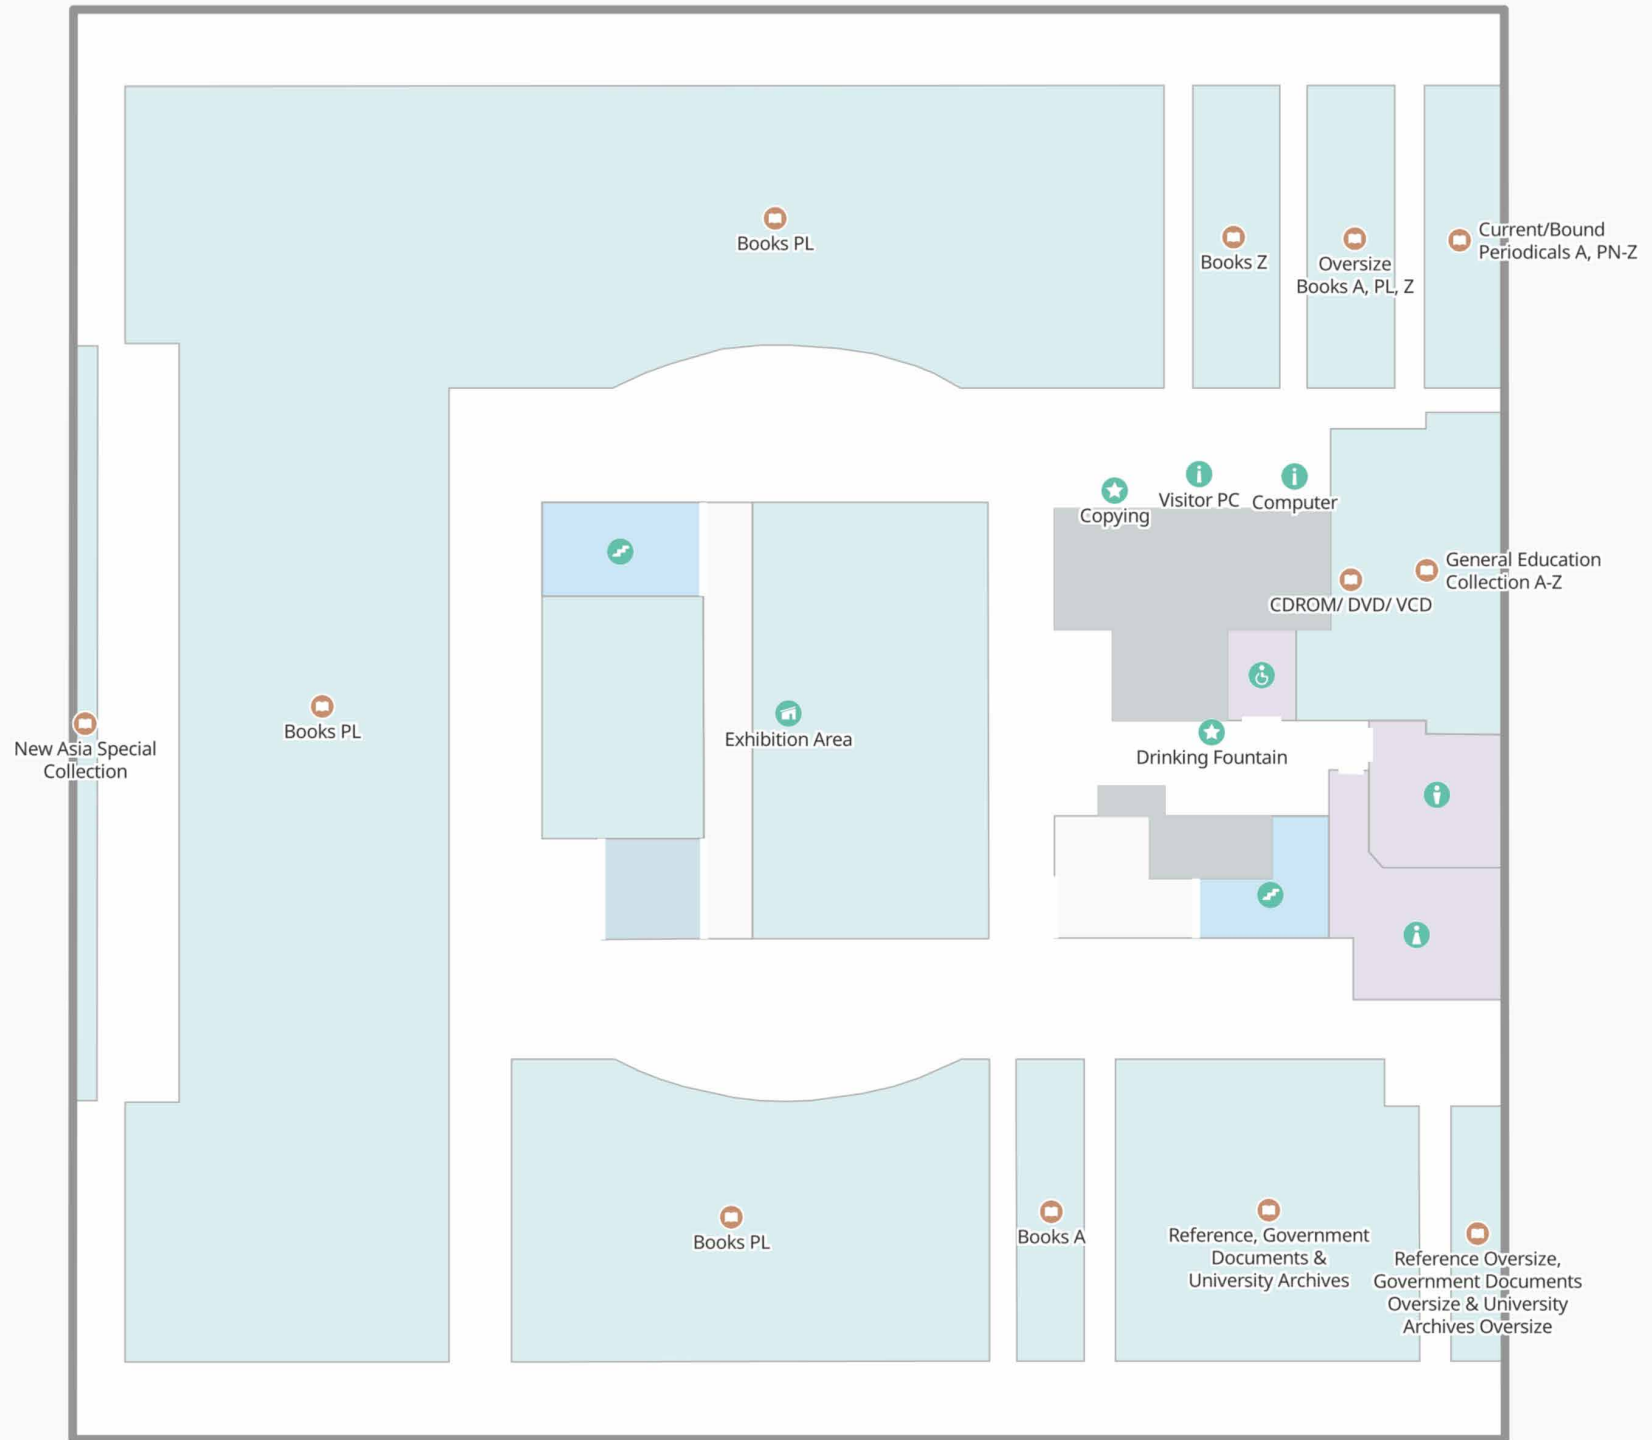 Books PL
Books Z
Oversize
Books A, PL, Z
Current/Bound
Periodicals A, PN-Z
Copying
Visitor PC
Computer
General Education
Collection A-Z
CDROM/ DVD/ VCD
New Asia Special
Collection
Books PL
Exhibition Area
Drinking Fountain
Books PL
Books A
Reference, Government
Documents &
University Archives
Reference Oversize,
Government Documents
Oversize & University
Archives Oversize